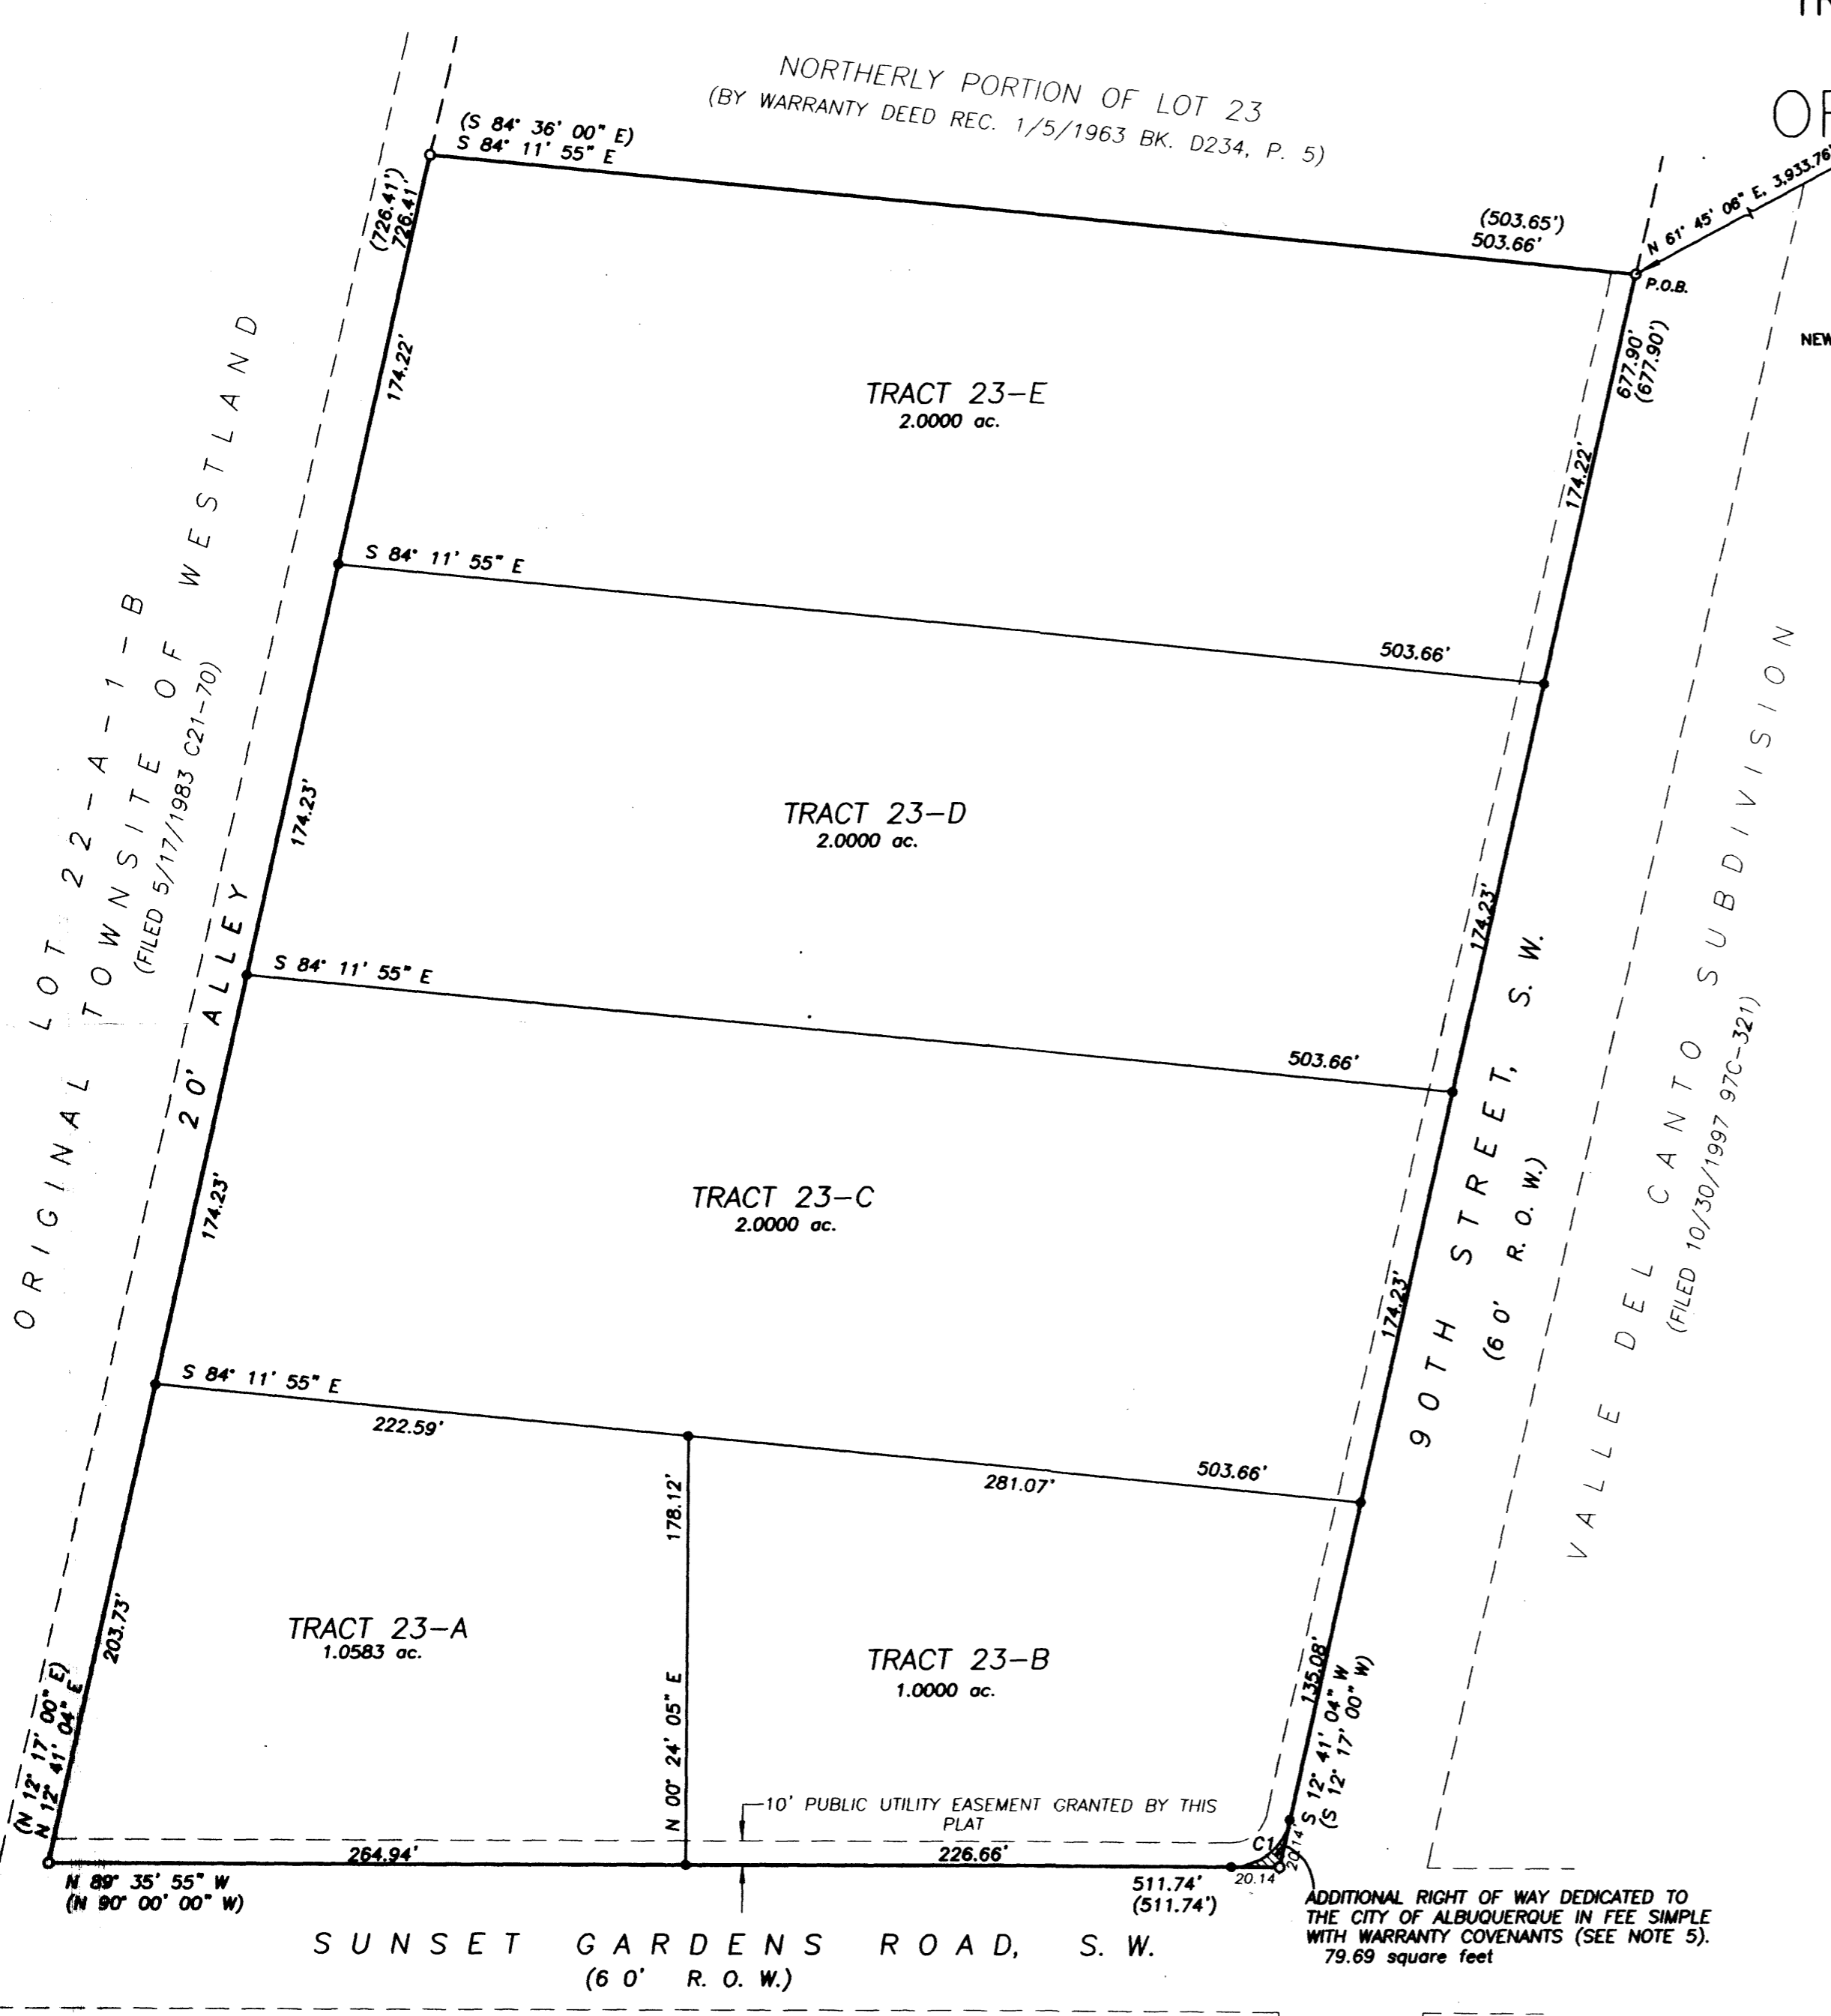 NORTHERLY PORTION OF LOT 23
(BY WARRANTY DEED REC. 1/5/1963 BK. D234, P. 5)
OF
(S 84° 36' 00" E)
S 84° 11' 55" E
(726.41')
726.41'
(503.65')
503.66'
N 61° 45' 06" E, 3,933.76'
P.O.B.
NEW
677.90'
(677.90')
174.22'
TRACT 23-E
2.0000 ac.
174.22'
S 84° 11' 55" E
503.66'
ORIGINAL LOT 22-A-1-B
TOWNSITE OF WESTLAND
(FILED 5/17/1983 C21-70)
20' ALLEY
174.23'
TRACT 23-D
2.0000 ac.
174.23'
S 84° 11' 55" E
503.66'
90TH STREET, S. W.
(60' R. O. W.)
VALLE DEL CANTO SUBDIVISION
(FILED 10/30/1997 97C-321)
174.23'
TRACT 23-C
2.0000 ac.
174.23'
S 84° 11' 55" E
222.59'
503.66'
281.07'
178.12'
N 00° 24' 05" E
203.73'
(N 12° 17' 00" E)
N 12° 41' 04" E
TRACT 23-A
1.0583 ac.
TRACT 23-B
1.0000 ac.
135.08'
S 12° 41' 04" W
(S 12° 17' 00" W)
10' PUBLIC UTILITY EASEMENT GRANTED BY THIS
PLAT
C1
20.14'
264.94'
226.66'
20.14
N 89° 35' 55" W
(N 90° 00' 00" W)
511.74'
(511.74')
ADDITIONAL RIGHT OF WAY DEDICATED TO
THE CITY OF ALBUQUERQUE IN FEE SIMPLE
WITH WARRANTY COVENANTS (SEE NOTE 5).
79.69 square feet
SUNSET GARDENS ROAD, S. W.
(60' R. O. W.)